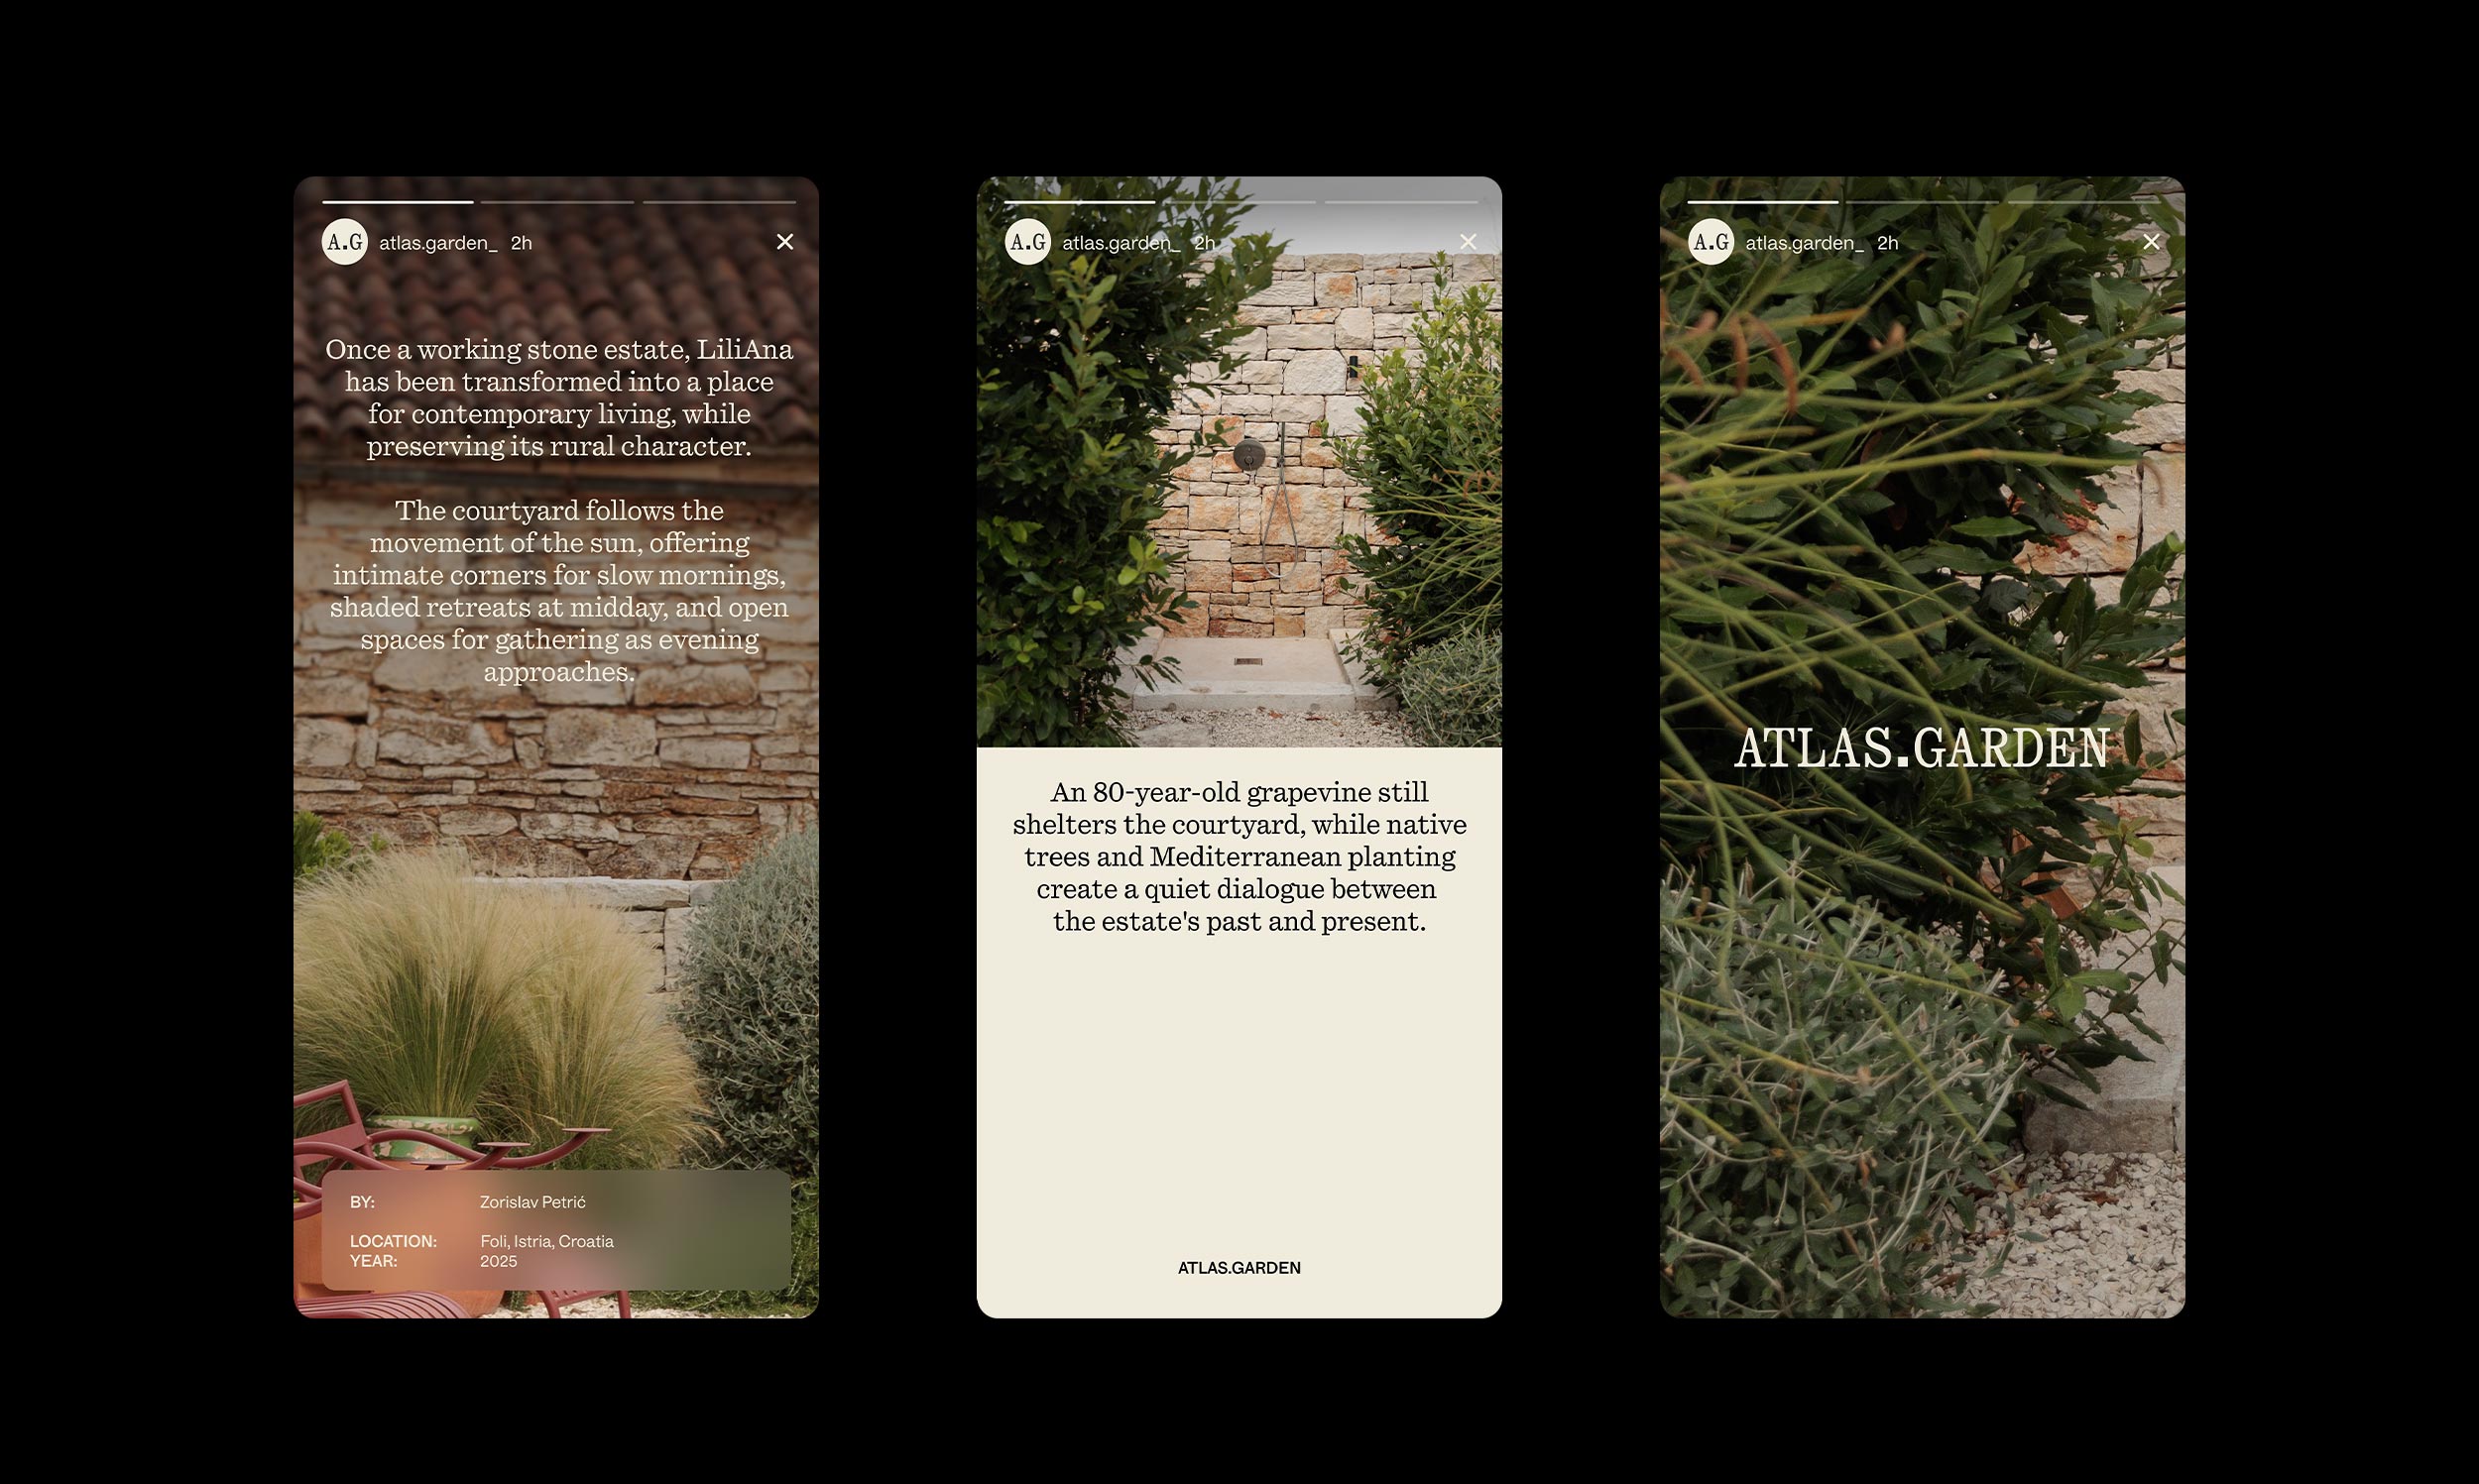 A.G atlas.garden_ 2h
Once a working stone estate, LiliAna
has been transformed into a place
for contemporary living, while
preserving its rural character.
The courtyard follows the
movement of the sun, offering
intimate corners for slow mornings,
shaded retreats at midday, and open
spaces for gathering as evening
approaches.
BY: Zorislav Petrić
LOCATION: Foli, Istria, Croatia
YEAR: 2025
A.G atlas.garden_ 2h
An 80-year-old grapevine still
shelters the courtyard, while native
trees and Mediterranean planting
create a quiet dialogue between
the estate's past and present.
ATLAS.GARDEN
A.G atlas.garden_ 2h
ATLAS.GARDEN